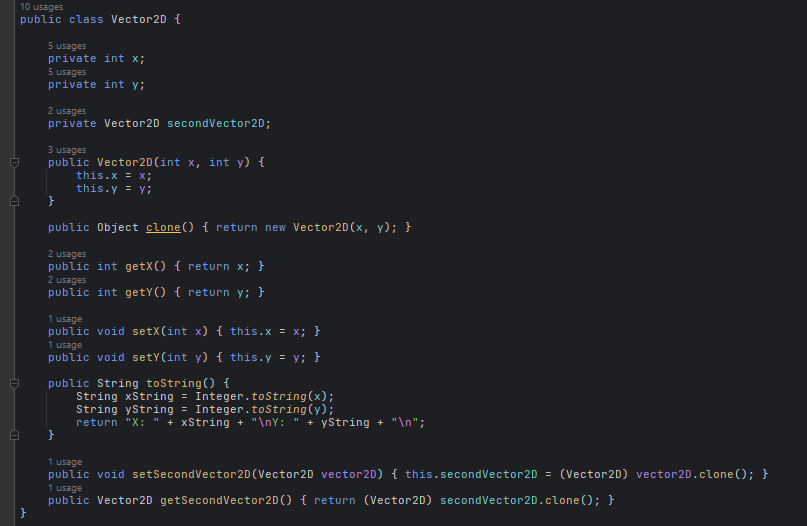 10 usages
public class Vector2D {
5 usages
private int x;
5 usages
private int y;
2 usages
private Vector2D secondVector2D;
3 usages
public Vector2D(int x, int y) {
this.x = x;
this.y = y;
}
public Object clone() { return new Vector2D(x, y); }
2 usages
public int getX() { return x; }
2 usages
public int getY() { return y; }
1 usage
public void setX(int x) { this.x = x; }
1 usage
public void setY(int y) { this.y = y; }
public String toString() {
String xString = Integer.toString(x);
String yString = Integer.toString(y);
return "X: " + xString + "\nY: " + yString + "\n";
}
1 usage
public void setSecondVector2D(Vector2D vector2D) { this.secondVector2D = (Vector2D) vector2D.clone(); }
1 usage
public Vector2D getSecondVector2D() { return (Vector2D) secondVector2D.clone(); }
}